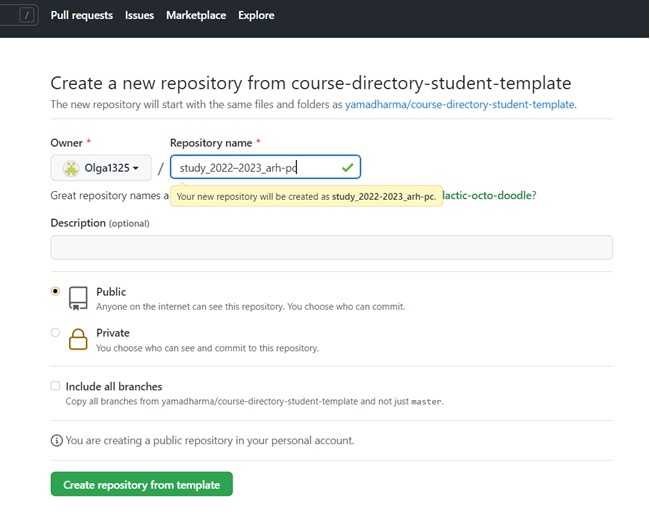 / Pull requests Issues Marketplace Explore
Create a new repository from course-directory-student-template
The new repository will start with the same files and folders as yamadharma/course-directory-student-template.
Owner * Repository name *
Olga1325 / study_2022–2023_arh-pc
Great repository names a lactic-octo-doodle?
Your new repository will be created as study_2022-2023_arh-pc.
Description (optional)
Public
Anyone on the internet can see this repository. You choose who can commit.
Private
You choose who can see and commit to this repository.
Include all branches
Copy all branches from yamadharma/course-directory-student-template and not just master.
You are creating a public repository in your personal account.
Create repository from template